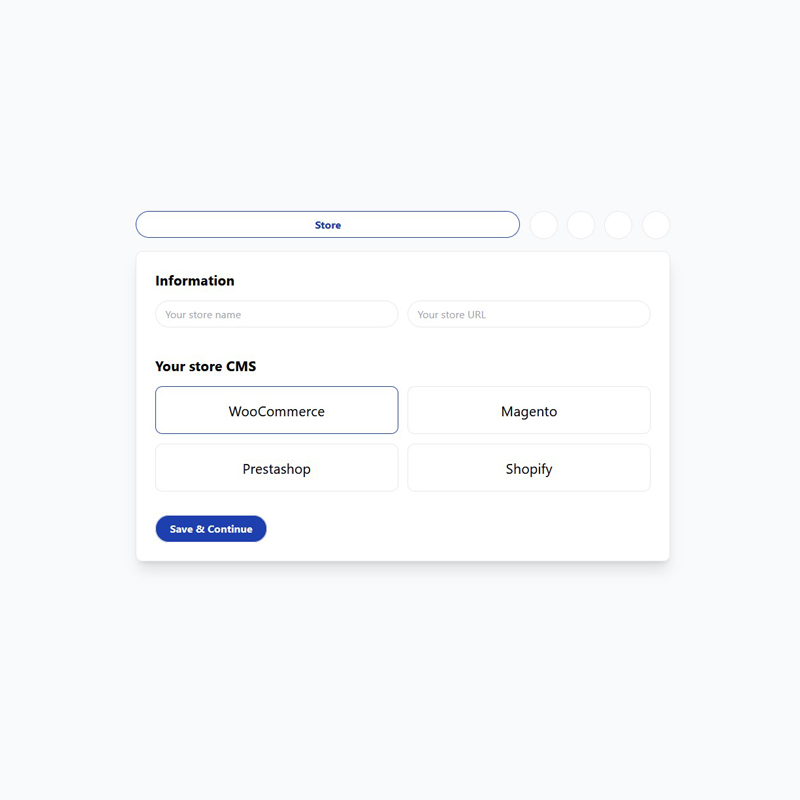 Store
Information
Your store name
Your store URL
Your store CMS
WooCommerce
Magento
Prestashop
Shopify
Save & Continue